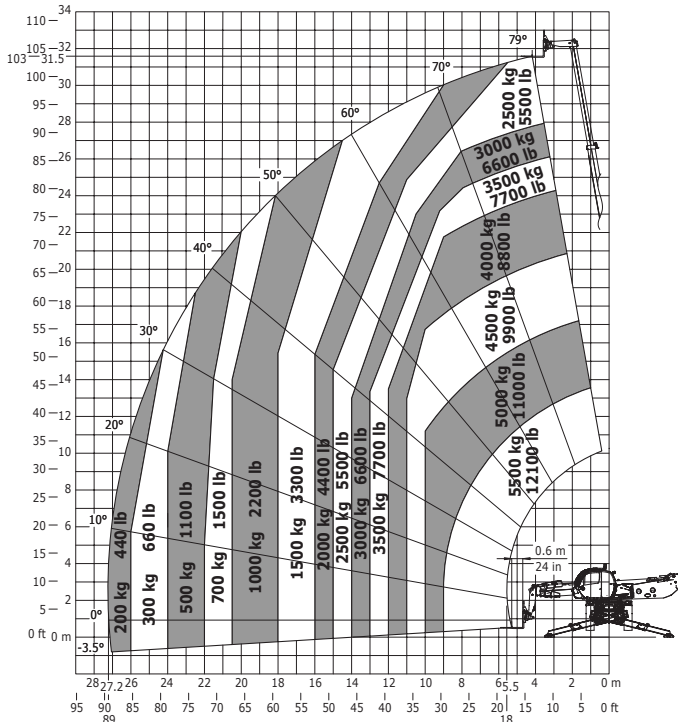 110 34
105 32
103 31.5
100 30
95
90 28
85 26
80 24
75
70 22
65 20
60 18
55 16
50
45 14
40 12
35 10
30
25 8
20 6
15 4
10
5 2
0 ft 0 m
79°
70°
60°
50°
40°
30°
20°
10°
0°
-3.5°
2500 kg
5500 lb
3000 kg
6600 lb
3500 kg
7700 lb
4000 kg
8800 lb
4500 kg
9900 lb
5000 kg
11000 lb
5500 kg
12100 lb
200 kg 440 lb
300 kg 660 lb
500 kg 1100 lb
700 kg 1500 lb
1000 kg 2200 lb
1500 kg 3300 lb
2000 kg 4400 lb
2500 kg 5500 lb
3000 kg 6600 lb
3500 kg 7700 lb
0.6 m
24 in
28 27.2 26 24 22 20 18 16 14 12 10 8 6 5.5 4 2 0 m
95 90 89 85 80 75 70 65 60 55 50 45 40 35 30 25 20 18 15 10 5 0 ft